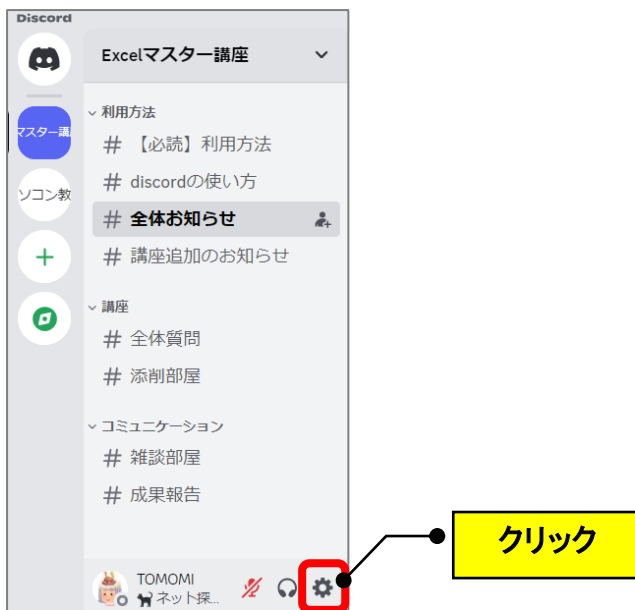 Discord
Excelマスター講座
マスター講
ソコン教
利用方法
# 【必読】利用方法
# discordの使い方
# 全体お知らせ
# 講座追加のお知らせ
講座
# 全体質問
# 添削部屋
コミュニケーション
# 雑談部屋
# 成果報告
TOMOMI
ネット探...
クリック